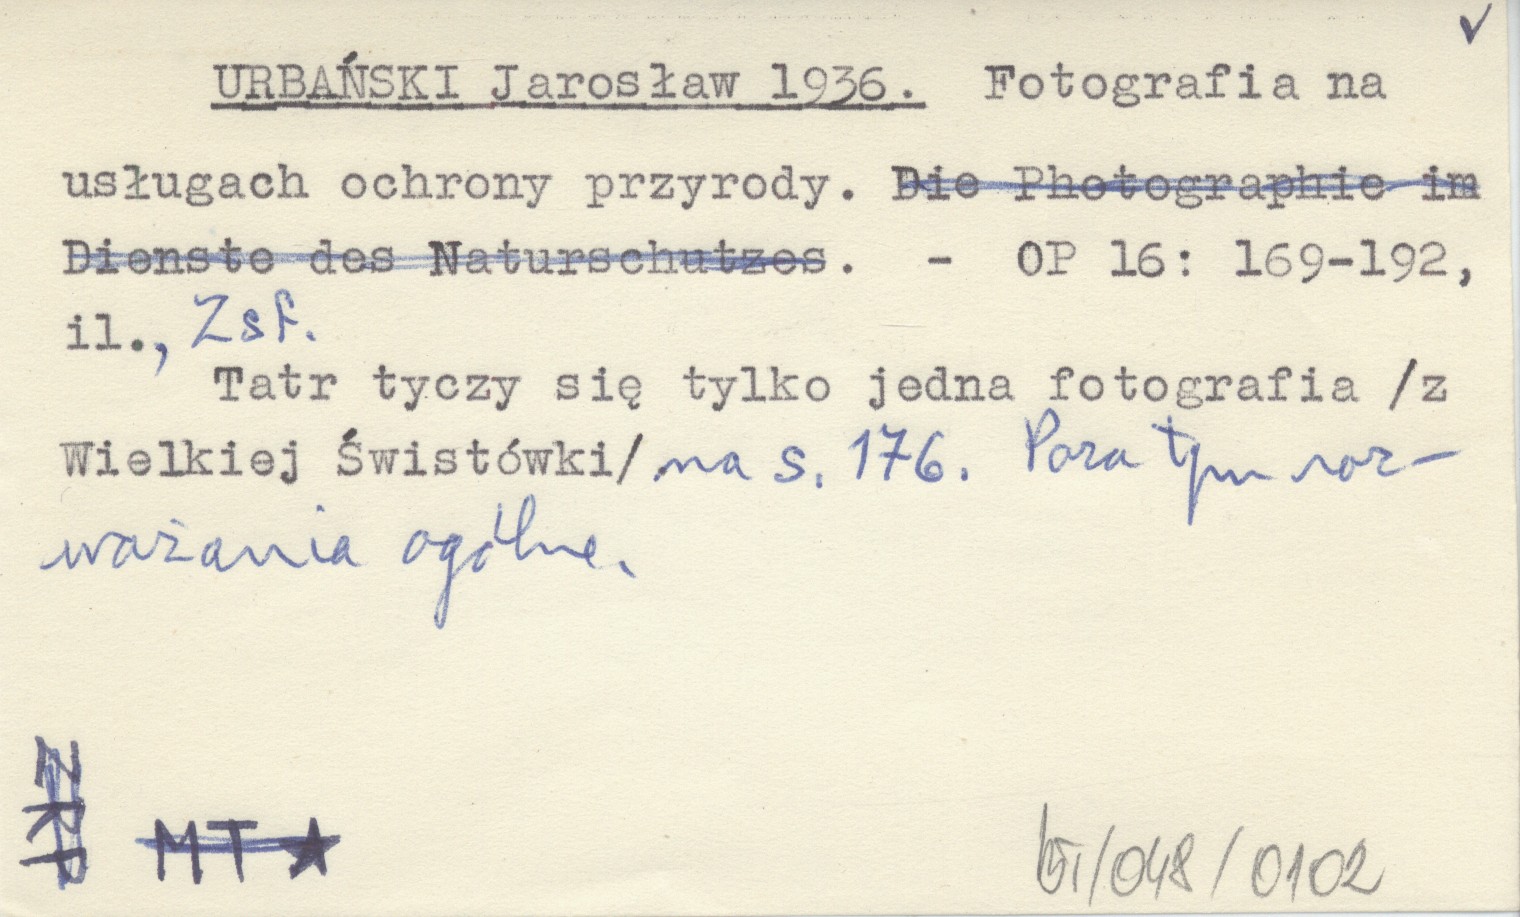 ✓
URBAŃSKI Jarosław 1936. Fotografia na
usługach ochrony przyrody. Die Photographie im
Dienste des Naturschutzes. - OP 16: 169-192,
il., Zsf.
Tatr tyczy się tylko jedna fotografia /z
Wielkiej Świstówki/ na s. 176. Poza tym roz-
ważania ogólne.
MT ★
/048/0102